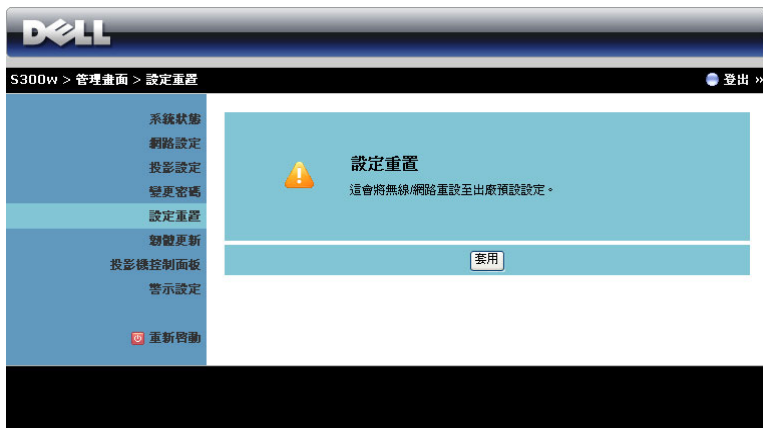 DELL
S300w > 管理畫面 > 設定重置
登出 »
系統狀態
網路設定
投影設定
變更密碼
設定重置
韌體更新
投影機控制面板
警示設定
重新啓動
設定重置
這會將無線/網路重設至出廠預設設定。
套用